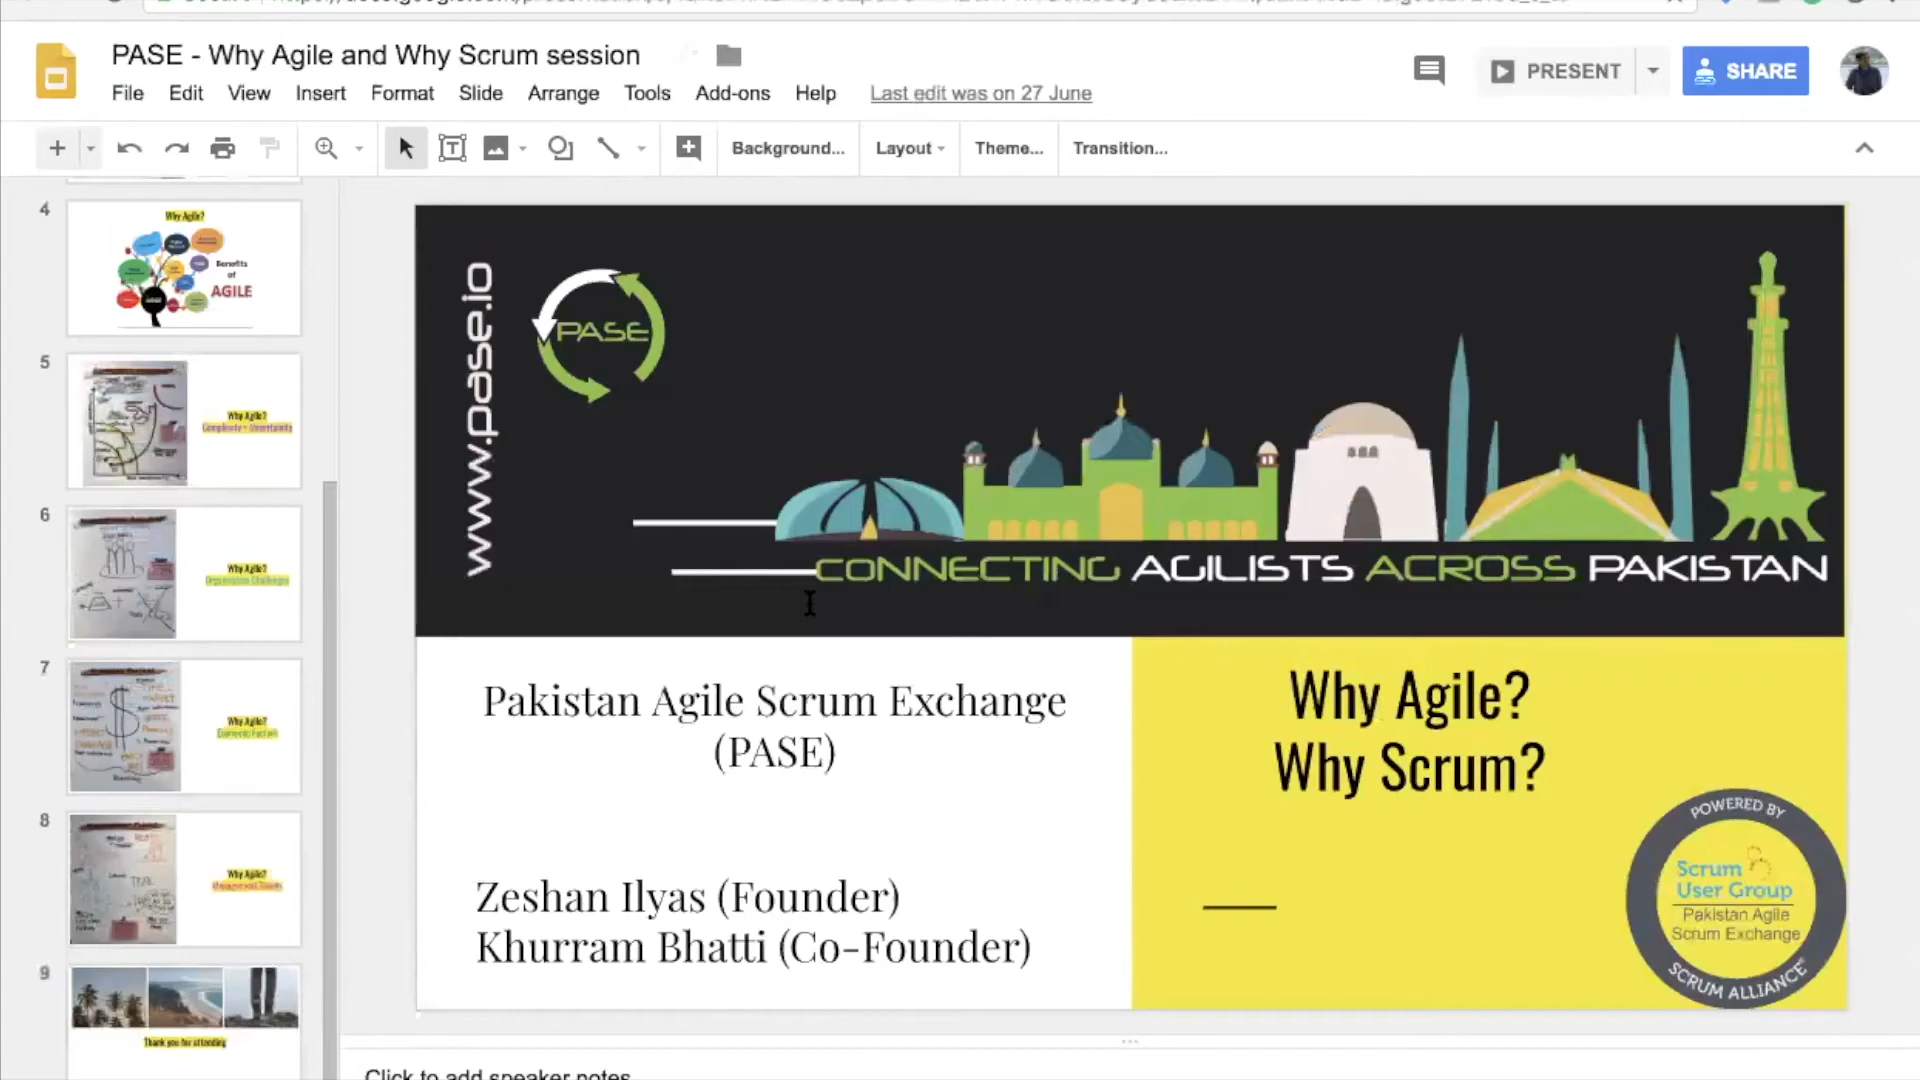 PASE - Why Agile and Why Scrum session
File Edit View Insert Format Slide Arrange Tools Add-ons Help Last edit was on 27 June
PRESENT
SHARE
Background... Layout Theme... Transition...
4
Why Agile?
Benefits
of
AGILE
5
Why Agile?
Complexity + Uncertainty
6
Why Agile?
7
Why Agile?
8
Why Agile?
9
Thank you for attending
www.pase.io
PASE
CONNECTING AGILISTS ACROSS PAKISTAN
Pakistan Agile Scrum Exchange
(PASE)
Zeshan Ilyas (Founder)
Khurram Bhatti (Co-Founder)
Why Agile?
Why Scrum?
POWERED BY
Scrum
User Group
Pakistan Agile
Scrum Exchange
SCRUM ALLIANCE
Click to add speaker notes